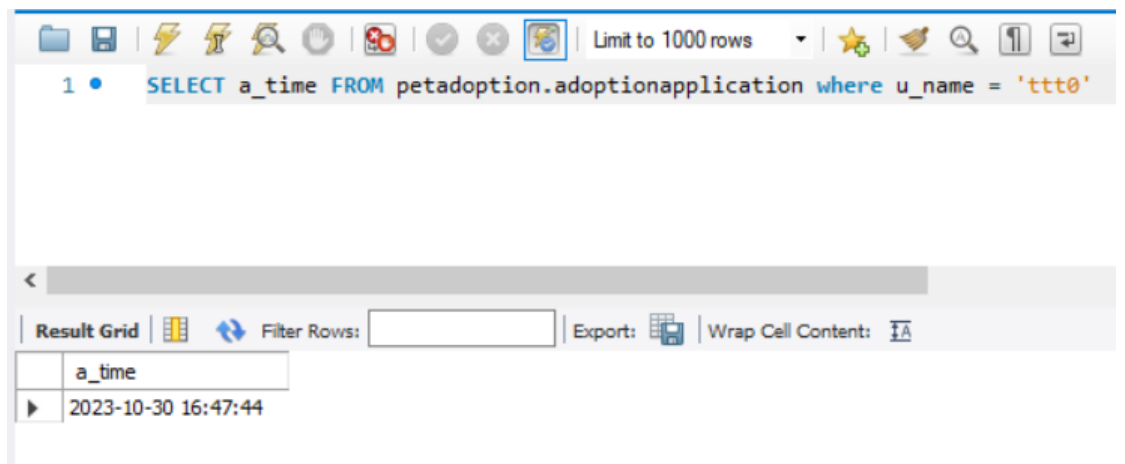 Limit to 1000 rows
1 SELECT a_time FROM petadoption.adoptionapplication where u_name = 'ttt0'
Result Grid Filter Rows: Export: Wrap Cell Content: IA
a_time
2023-10-30 16:47:44